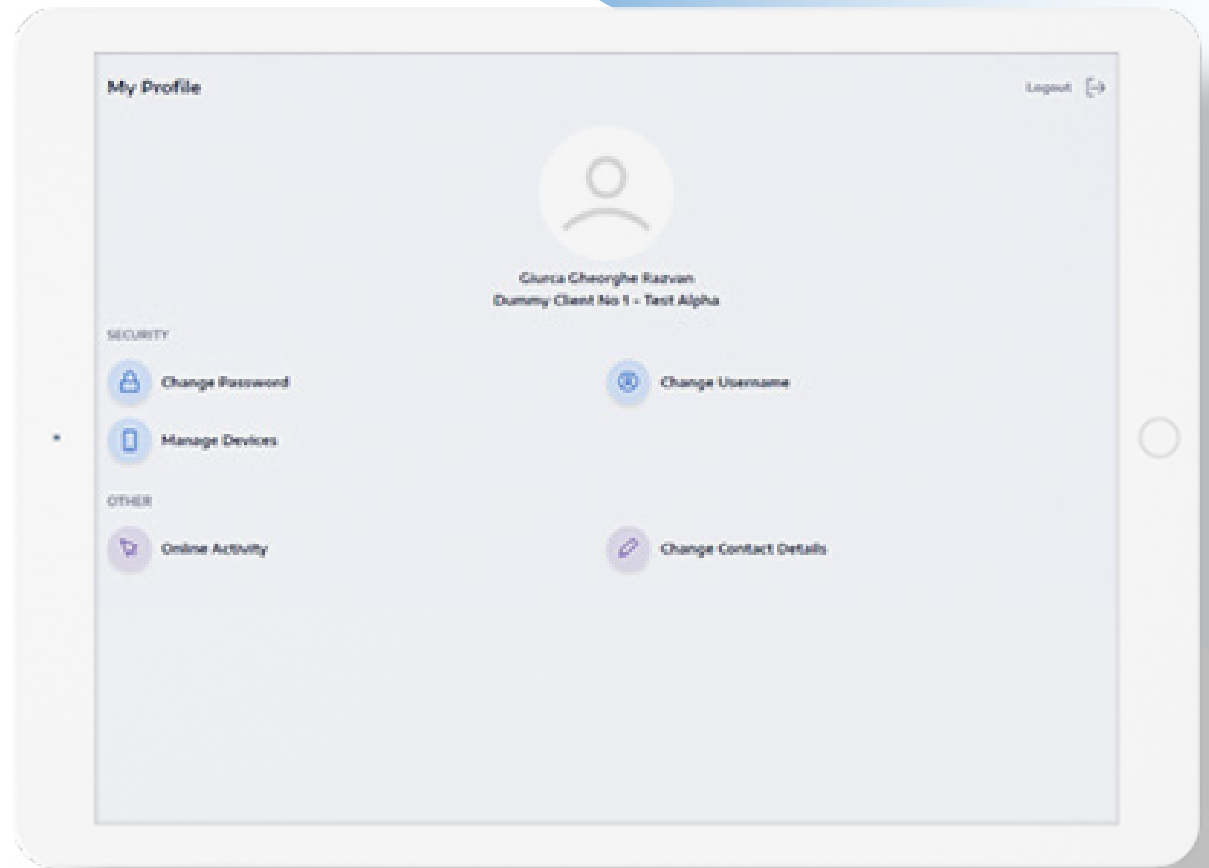 My Profile
Logout
Giurca Gheorghe Razvan
Dummy Client No 1 - Test Alpha
SECURITY
Change Password
Change Username
Manage Devices
OTHER
Online Activity
Change Contact Details